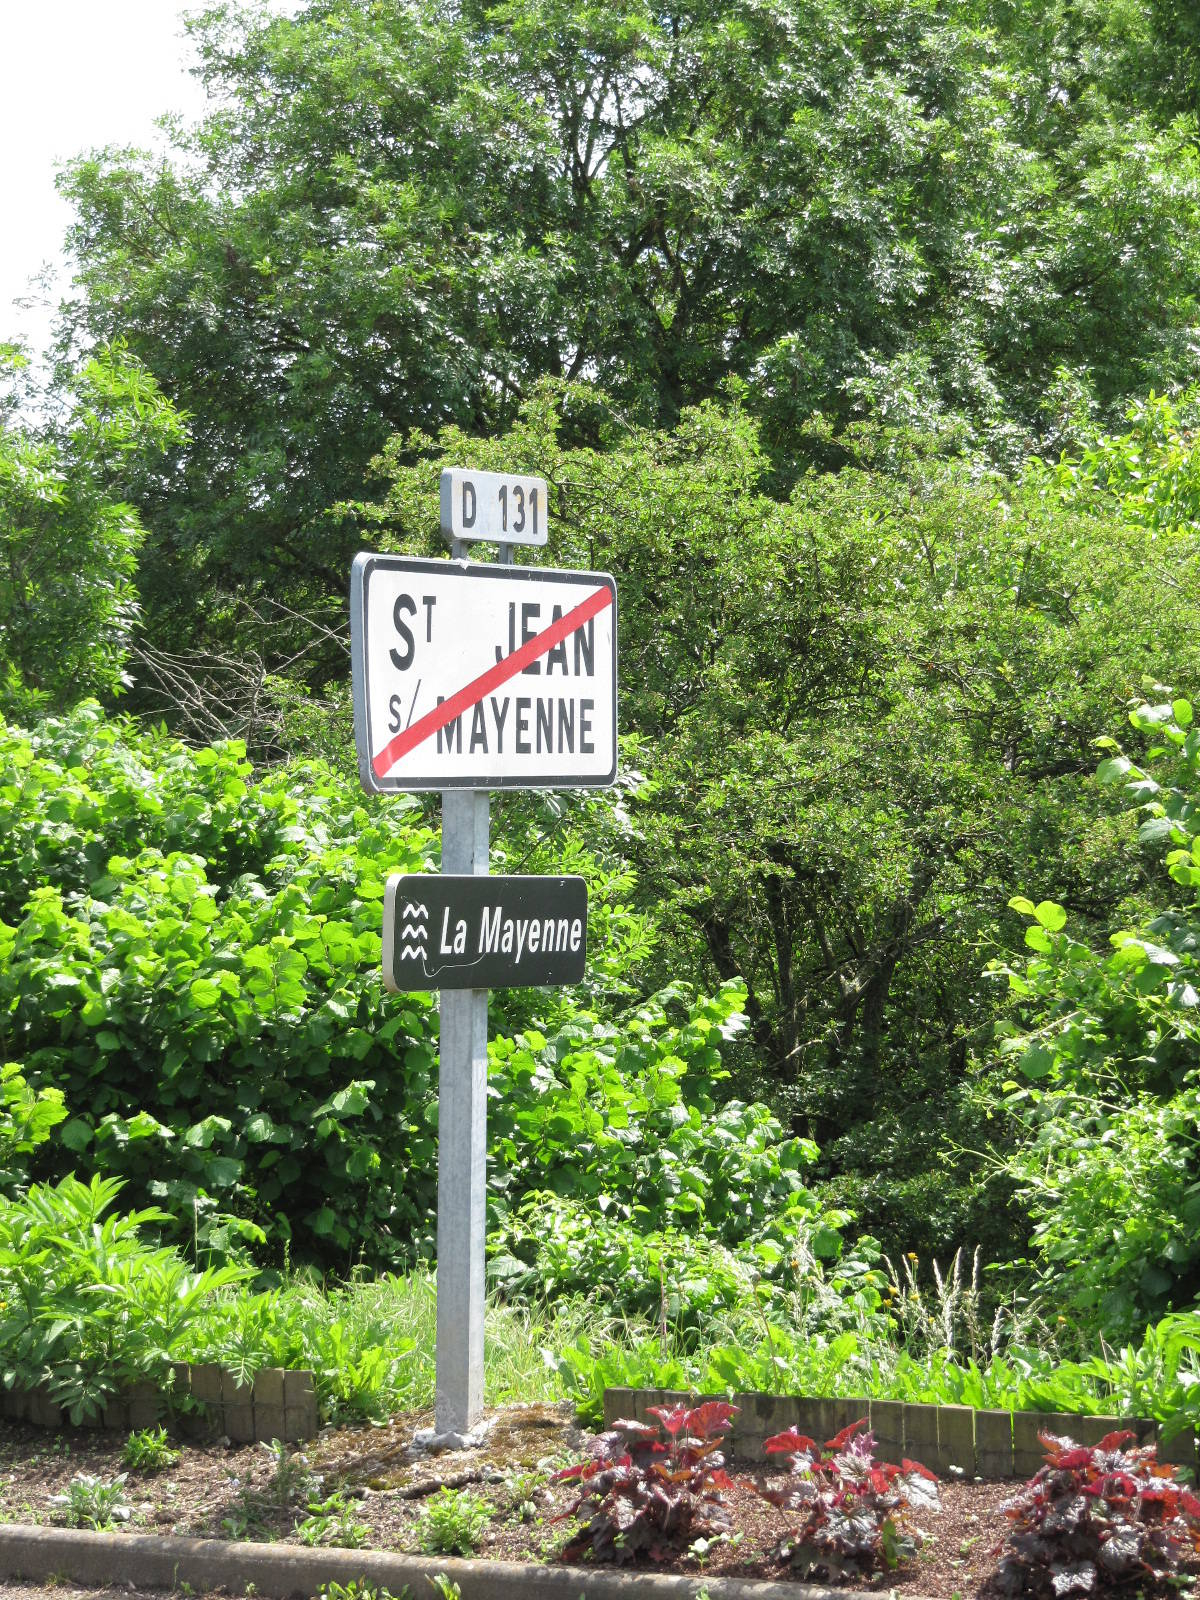 D 131
ST JEAN
S/ MAYENNE
La Mayenne